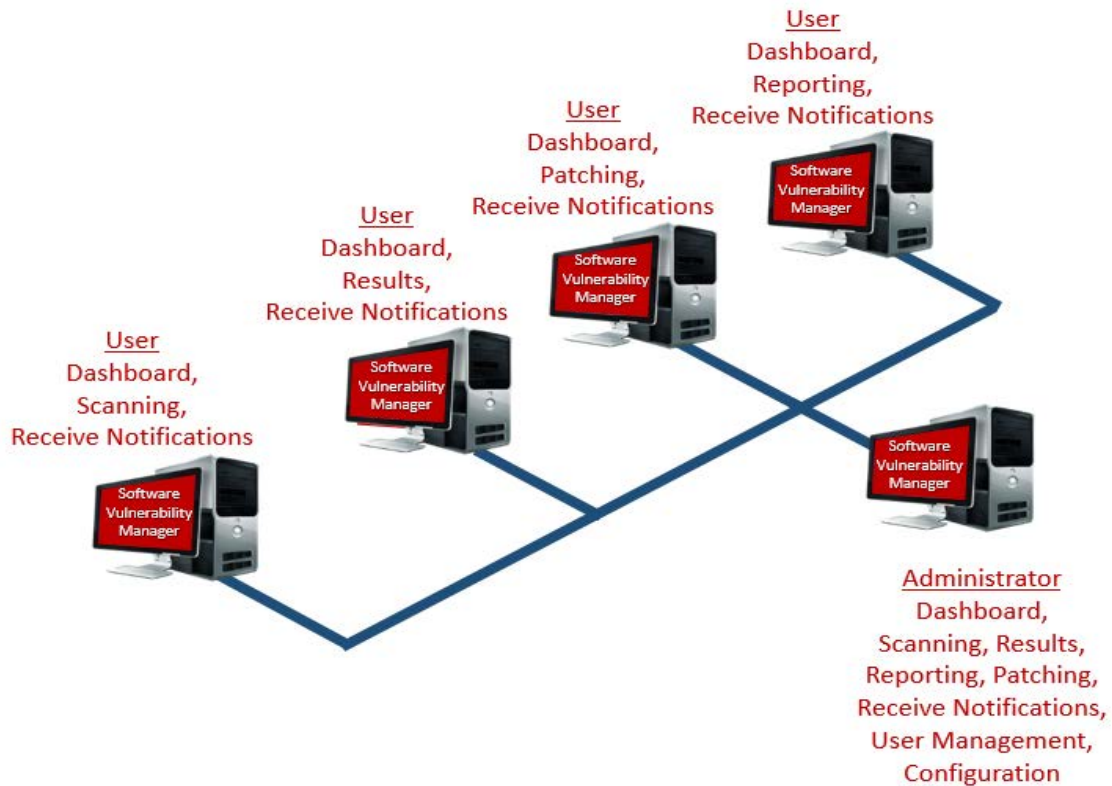 User
Dashboard,
Reporting,
Receive Notifications
Software
Vulnerability
Manager
User
Dashboard,
Patching,
Receive Notifications
Software
Vulnerability
Manager
User
Dashboard,
Results,
Receive Notifications
Software
Vulnerability
Manager
User
Dashboard,
Scanning,
Receive Notifications
Software
Vulnerability
Manager
Software
Vulnerability
Manager
Administrator
Dashboard,
Scanning, Results,
Reporting, Patching,
Receive Notifications,
User Management,
Configuration